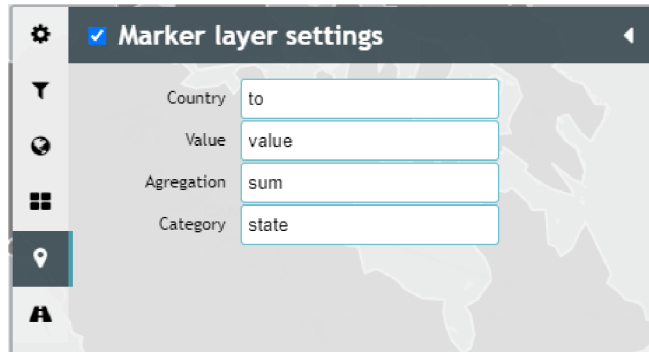 Marker layer settings
Country to
Value value
Agregation sum
Category state